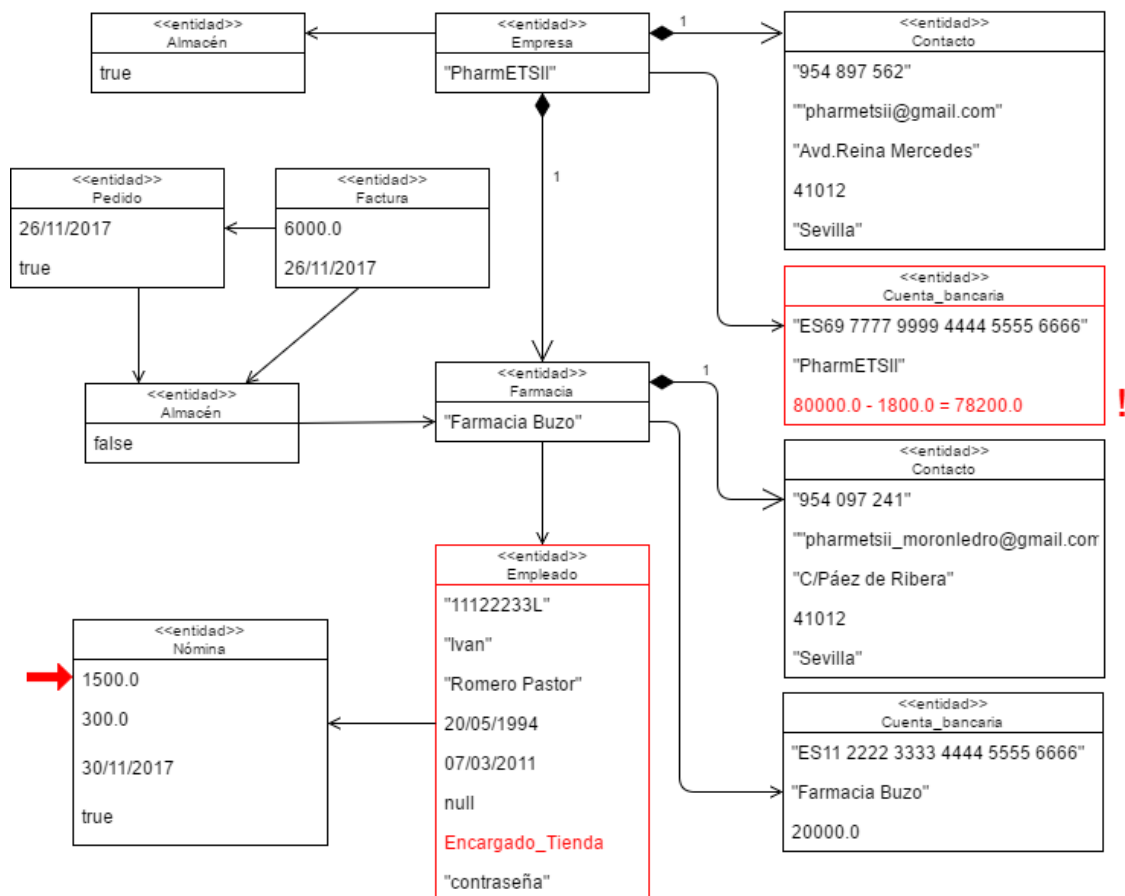 <<entidad>>
Almacén
true
<<entidad>>
Empresa
"PharmETSII"
1
<<entidad>>
Contacto
"954 897 562"
""pharmetsii@gmail.com"
"Avd.Reina Mercedes"
41012
"Sevilla"
<<entidad>>
Pedido
26/11/2017
true
<<entidad>>
Factura
6000.0
26/11/2017
1
<<entidad>>
Cuenta_bancaria
"ES69 7777 9999 4444 5555 6666"
"PharmETSII"
80000.0 - 1800.0 = 78200.0
!
<<entidad>>
Almacén
false
<<entidad>>
Farmacia
"Farmacia Buzo"
1
<<entidad>>
Contacto
"954 097 241"
""pharmetsii_moronledro@gmail.com
"C/Páez de Ribera"
41012
"Sevilla"
<<entidad>>
Nómina
1500.0
300.0
30/11/2017
true
<<entidad>>
Empleado
"11122233L"
"Ivan"
"Romero Pastor"
20/05/1994
07/03/2011
null
Encargado_Tienda
"contraseña"
<<entidad>>
Cuenta_bancaria
"ES11 2222 3333 4444 5555 6666"
"Farmacia Buzo"
20000.0